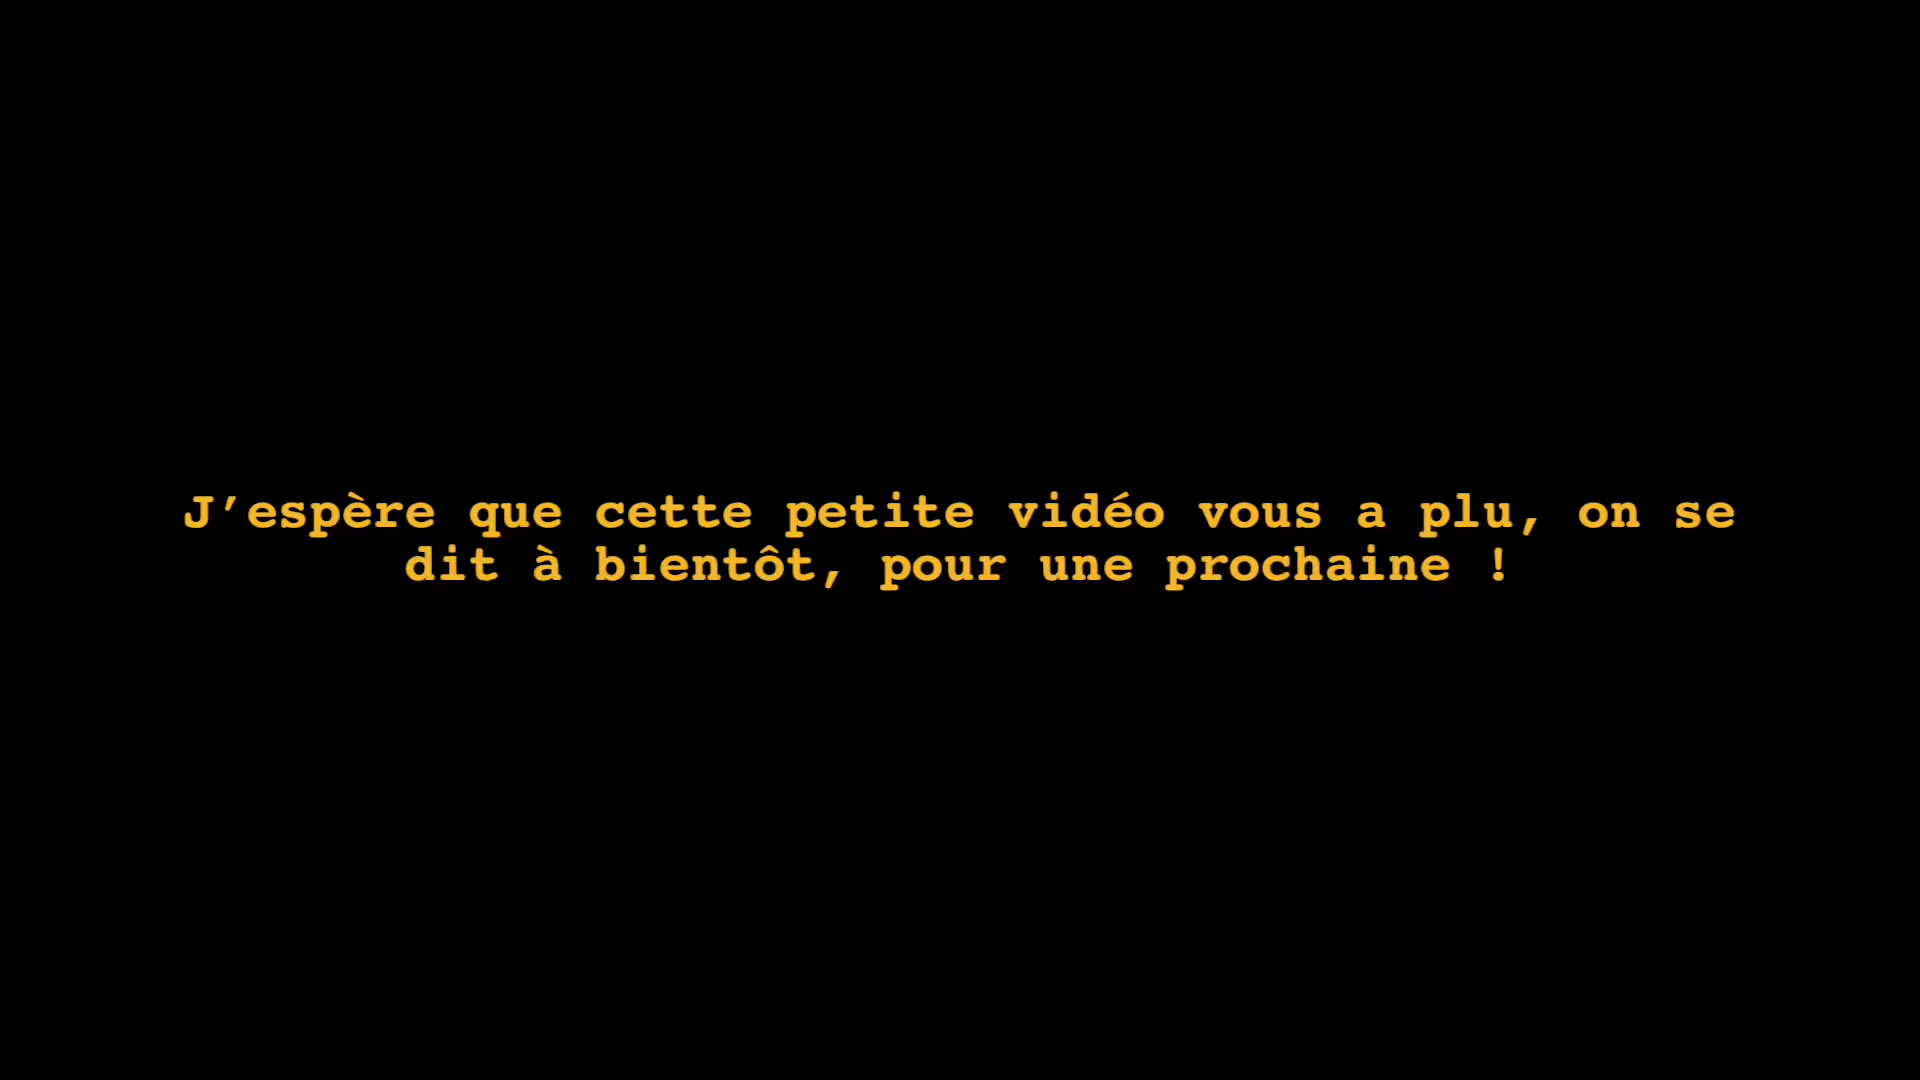 J’espère que cette petite vidéo vous a plu, on se
dit à bientôt, pour une prochaine !